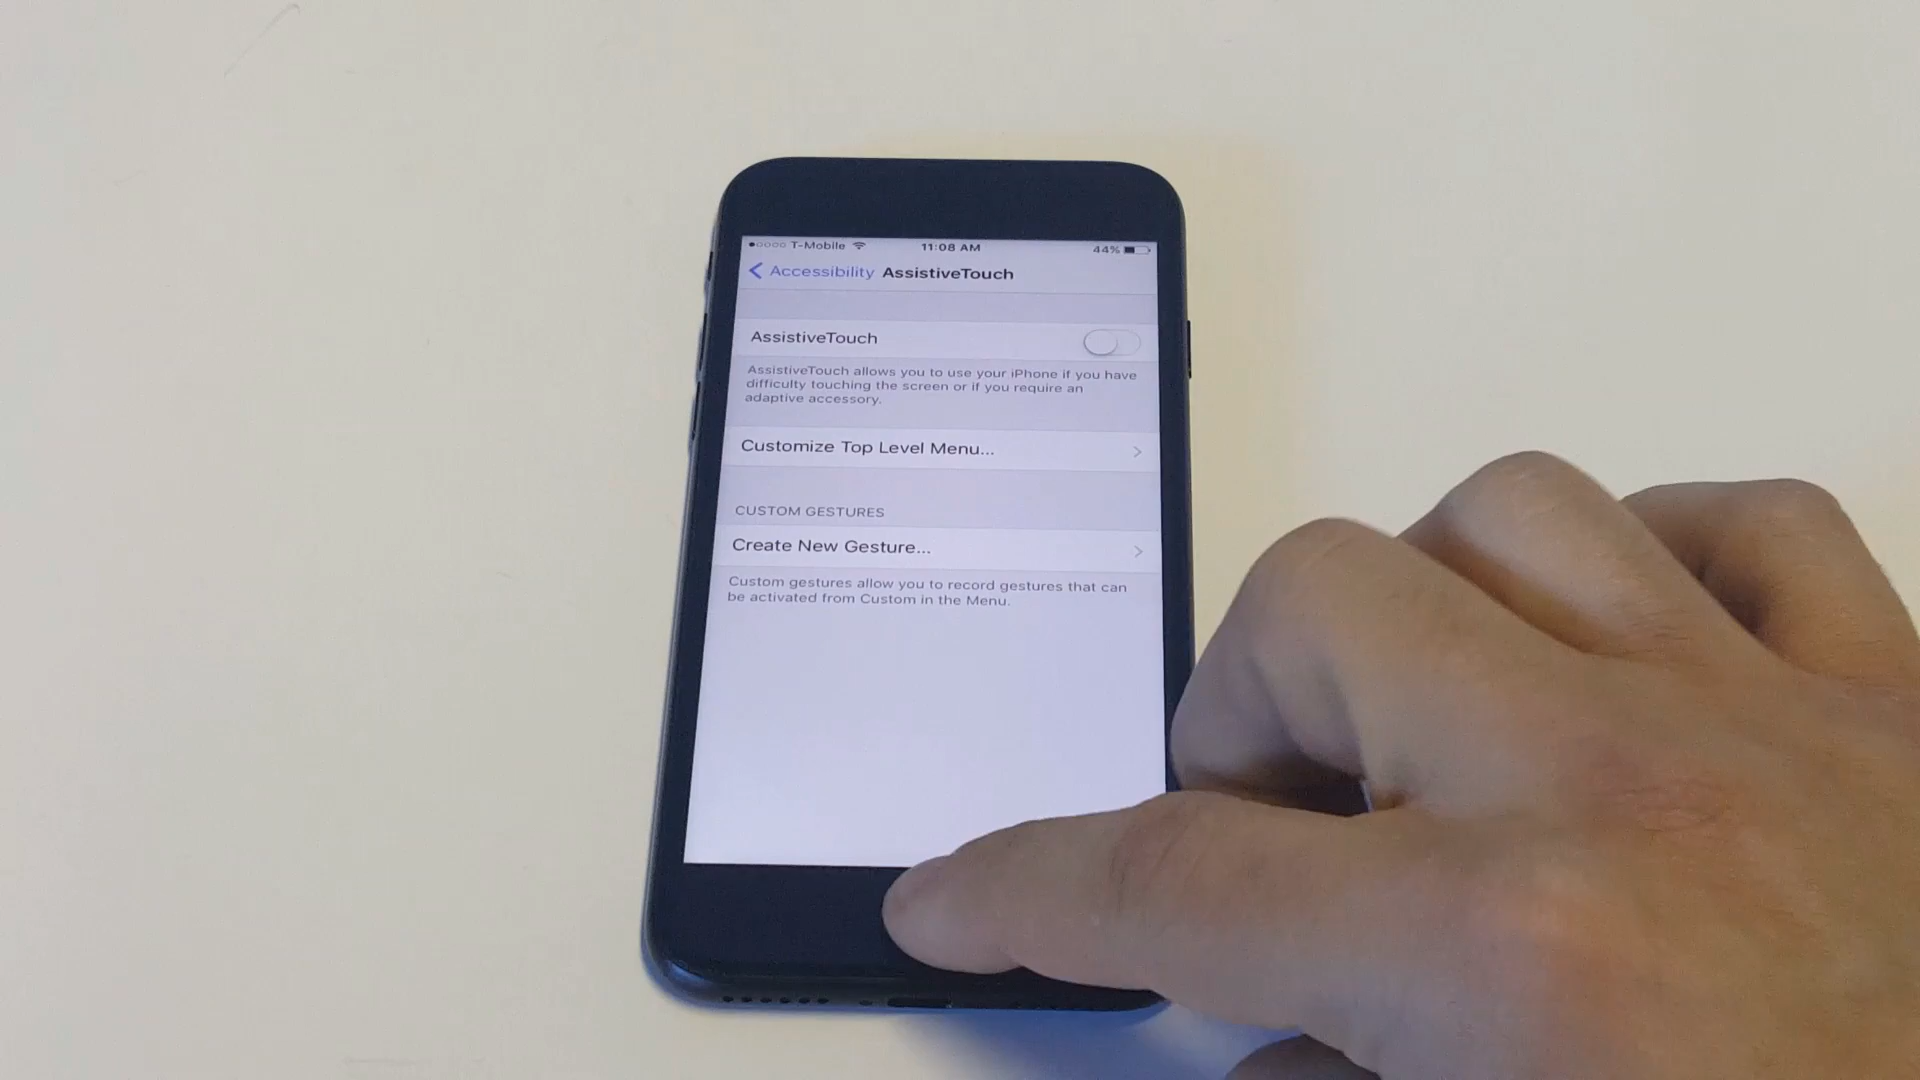 T-Mobile 11:08 AM 44%
Accessibility AssistiveTouch
AssistiveTouch
AssistiveTouch allows you to use your iPhone if you have
difficulty touching the screen or if you require an
adaptive accessory.
Customize Top Level Menu...
CUSTOM GESTURES
Create New Gesture...
Custom gestures allow you to record gestures that can
be activated from Custom in the Menu.